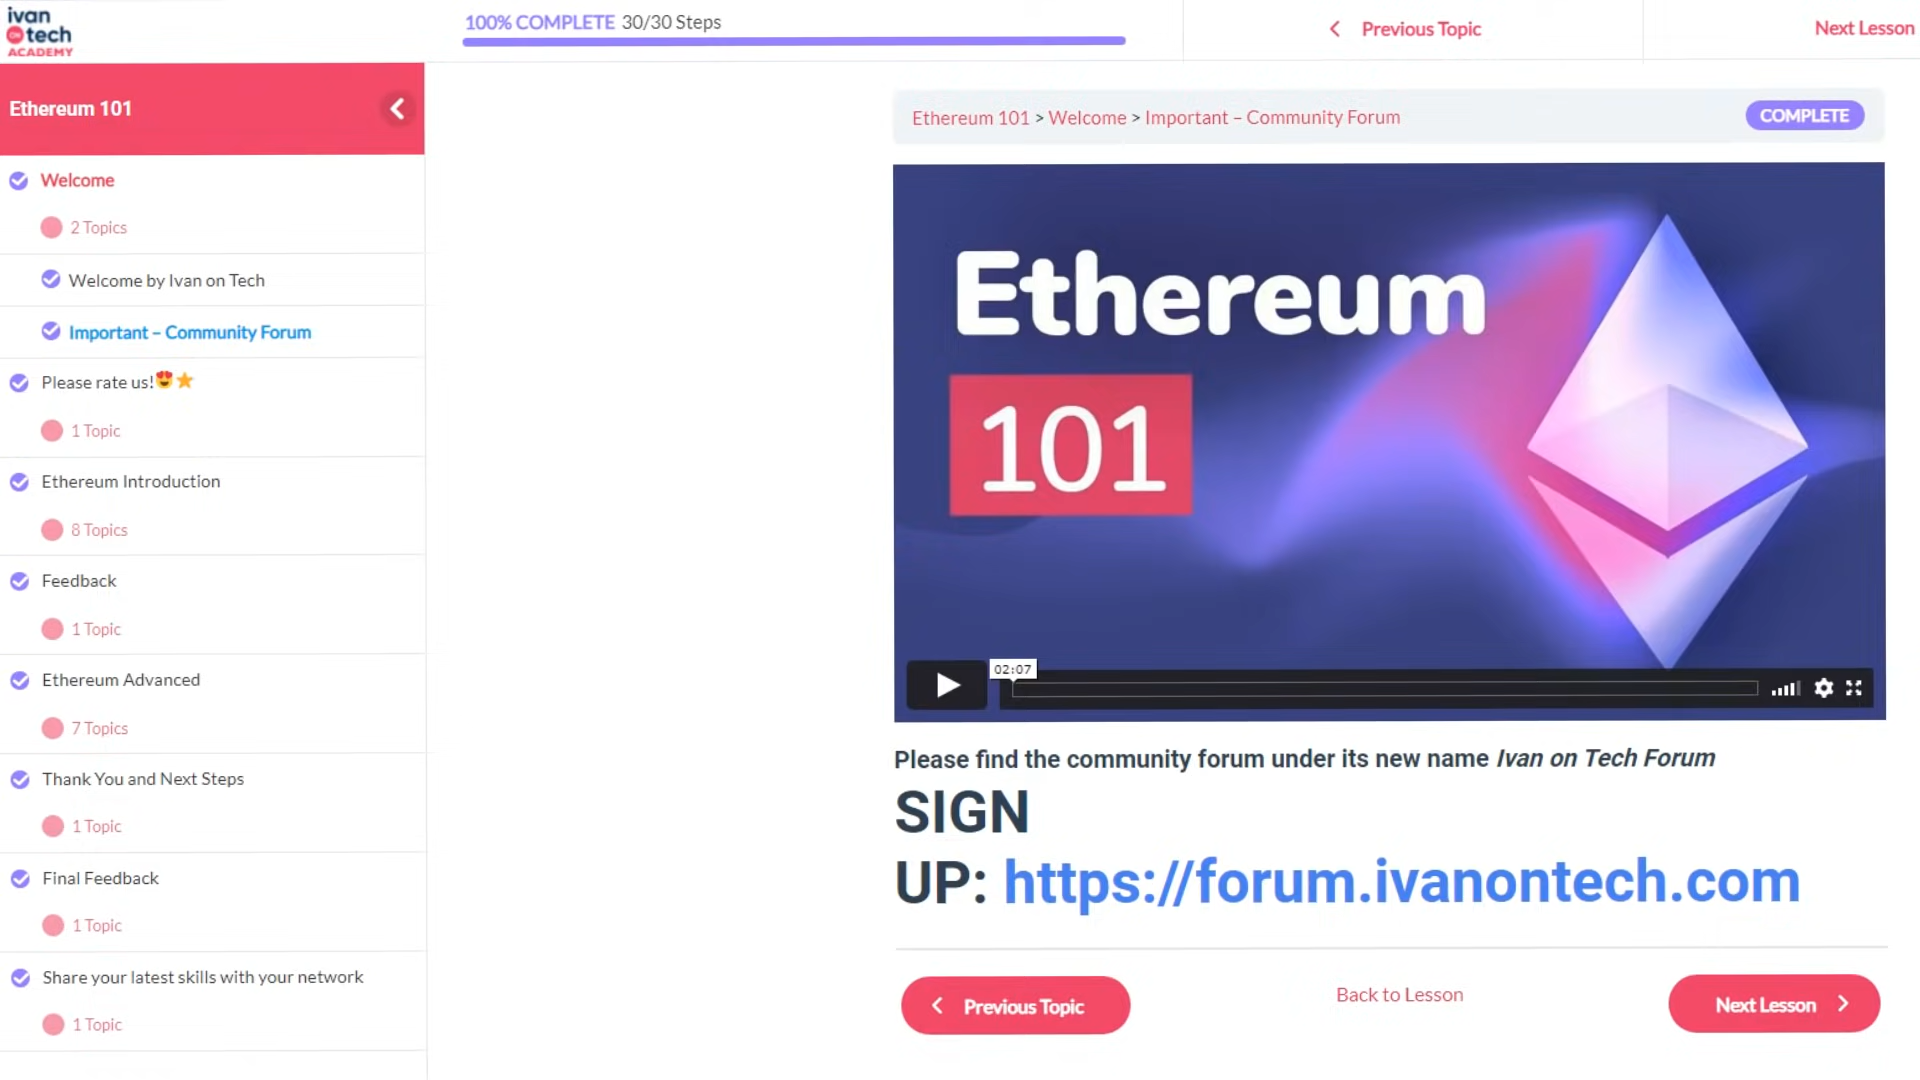 ivan
on tech
ACADEMY
100% COMPLETE 30/30 Steps
Previous Topic
Next Lesson
Ethereum 101
Welcome
2 Topics
Welcome by Ivan on Tech
Important – Community Forum
Please rate us!😍⭐
1 Topic
Ethereum Introduction
8 Topics
Feedback
1 Topic
Ethereum Advanced
7 Topics
Thank You and Next Steps
1 Topic
Final Feedback
1 Topic
Share your latest skills with your network
1 Topic
Ethereum 101 > Welcome > Important – Community Forum
COMPLETE
Ethereum
101
02:07
Please find the community forum under its new name Ivan on Tech Forum
SIGN
UP: https://forum.ivanontech.com
Previous Topic
Back to Lesson
Next Lesson